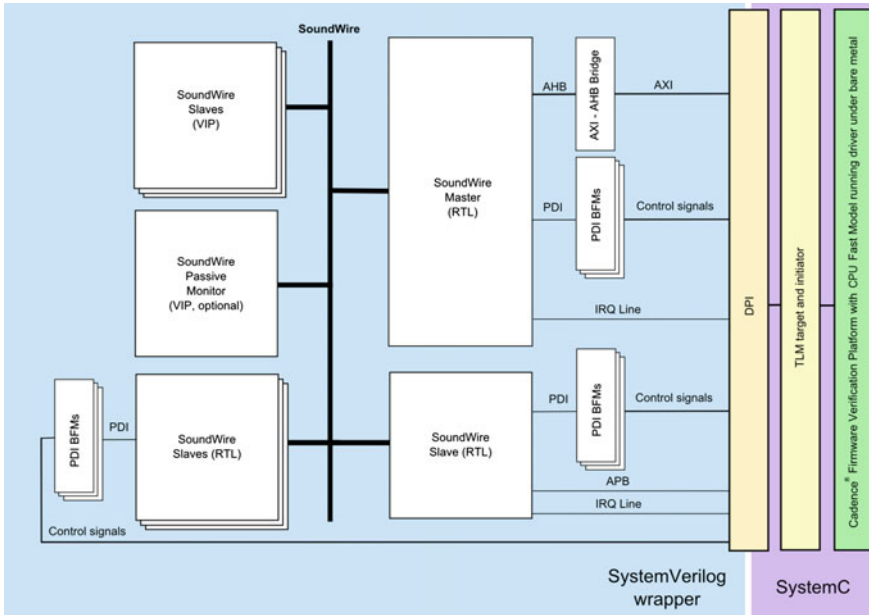 SoundWire
SoundWire
Slaves
(VIP)
SoundWire
Passive
Monitor
(VIP, optional)
PDI BFMs
PDI
SoundWire
Slaves (RTL)
Control signals
SoundWire
Master
(RTL)
AHB
AXI - AHB Bridge
AXI
PDI
PDI BFMs
Control signals
IRQ Line
SoundWire
Slave (RTL)
PDI
PDI BFMs
Control signals
APB
IRQ Line
DPI
TLM target and initiator
Cadence® Firmware Verification Platform with CPU Fast Model running driver under bare metal
SystemVerilog
wrapper
SystemC